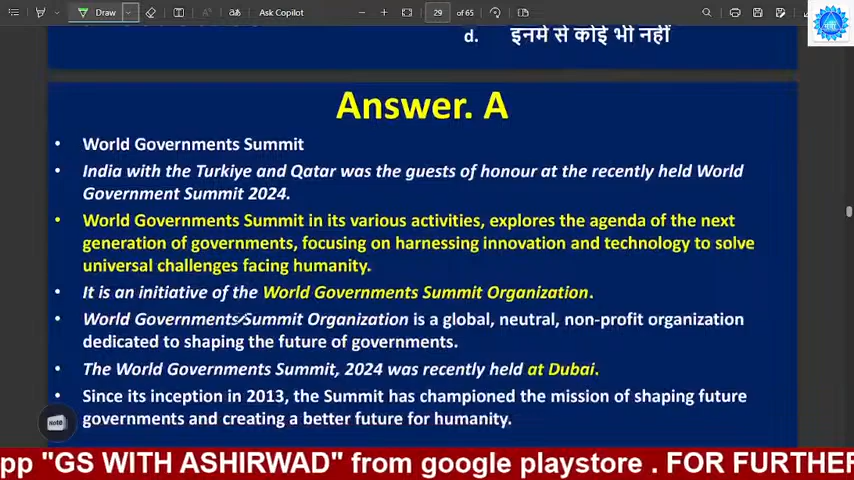 Draw
Ask Copilot
29 of 65
d. इनमे से कोई भी नहीं
Answer. A
• World Governments Summit
• India with the Turkiye and Qatar was the guests of honour at the recently held World
Government Summit 2024.
• World Governments Summit in its various activities, explores the agenda of the next
generation of governments, focusing on harnessing innovation and technology to solve
universal challenges facing humanity.
• It is an initiative of the World Governments Summit Organization.
• World Governments Summit Organization is a global, neutral, non-profit organization
dedicated to shaping the future of governments.
• The World Governments Summit, 2024 was recently held at Dubai.
• Since its inception in 2013, the Summit has championed the mission of shaping future
governments and creating a better future for humanity.
pp "GS WITH ASHIRWAD" from google playstore . FOR FURTHE